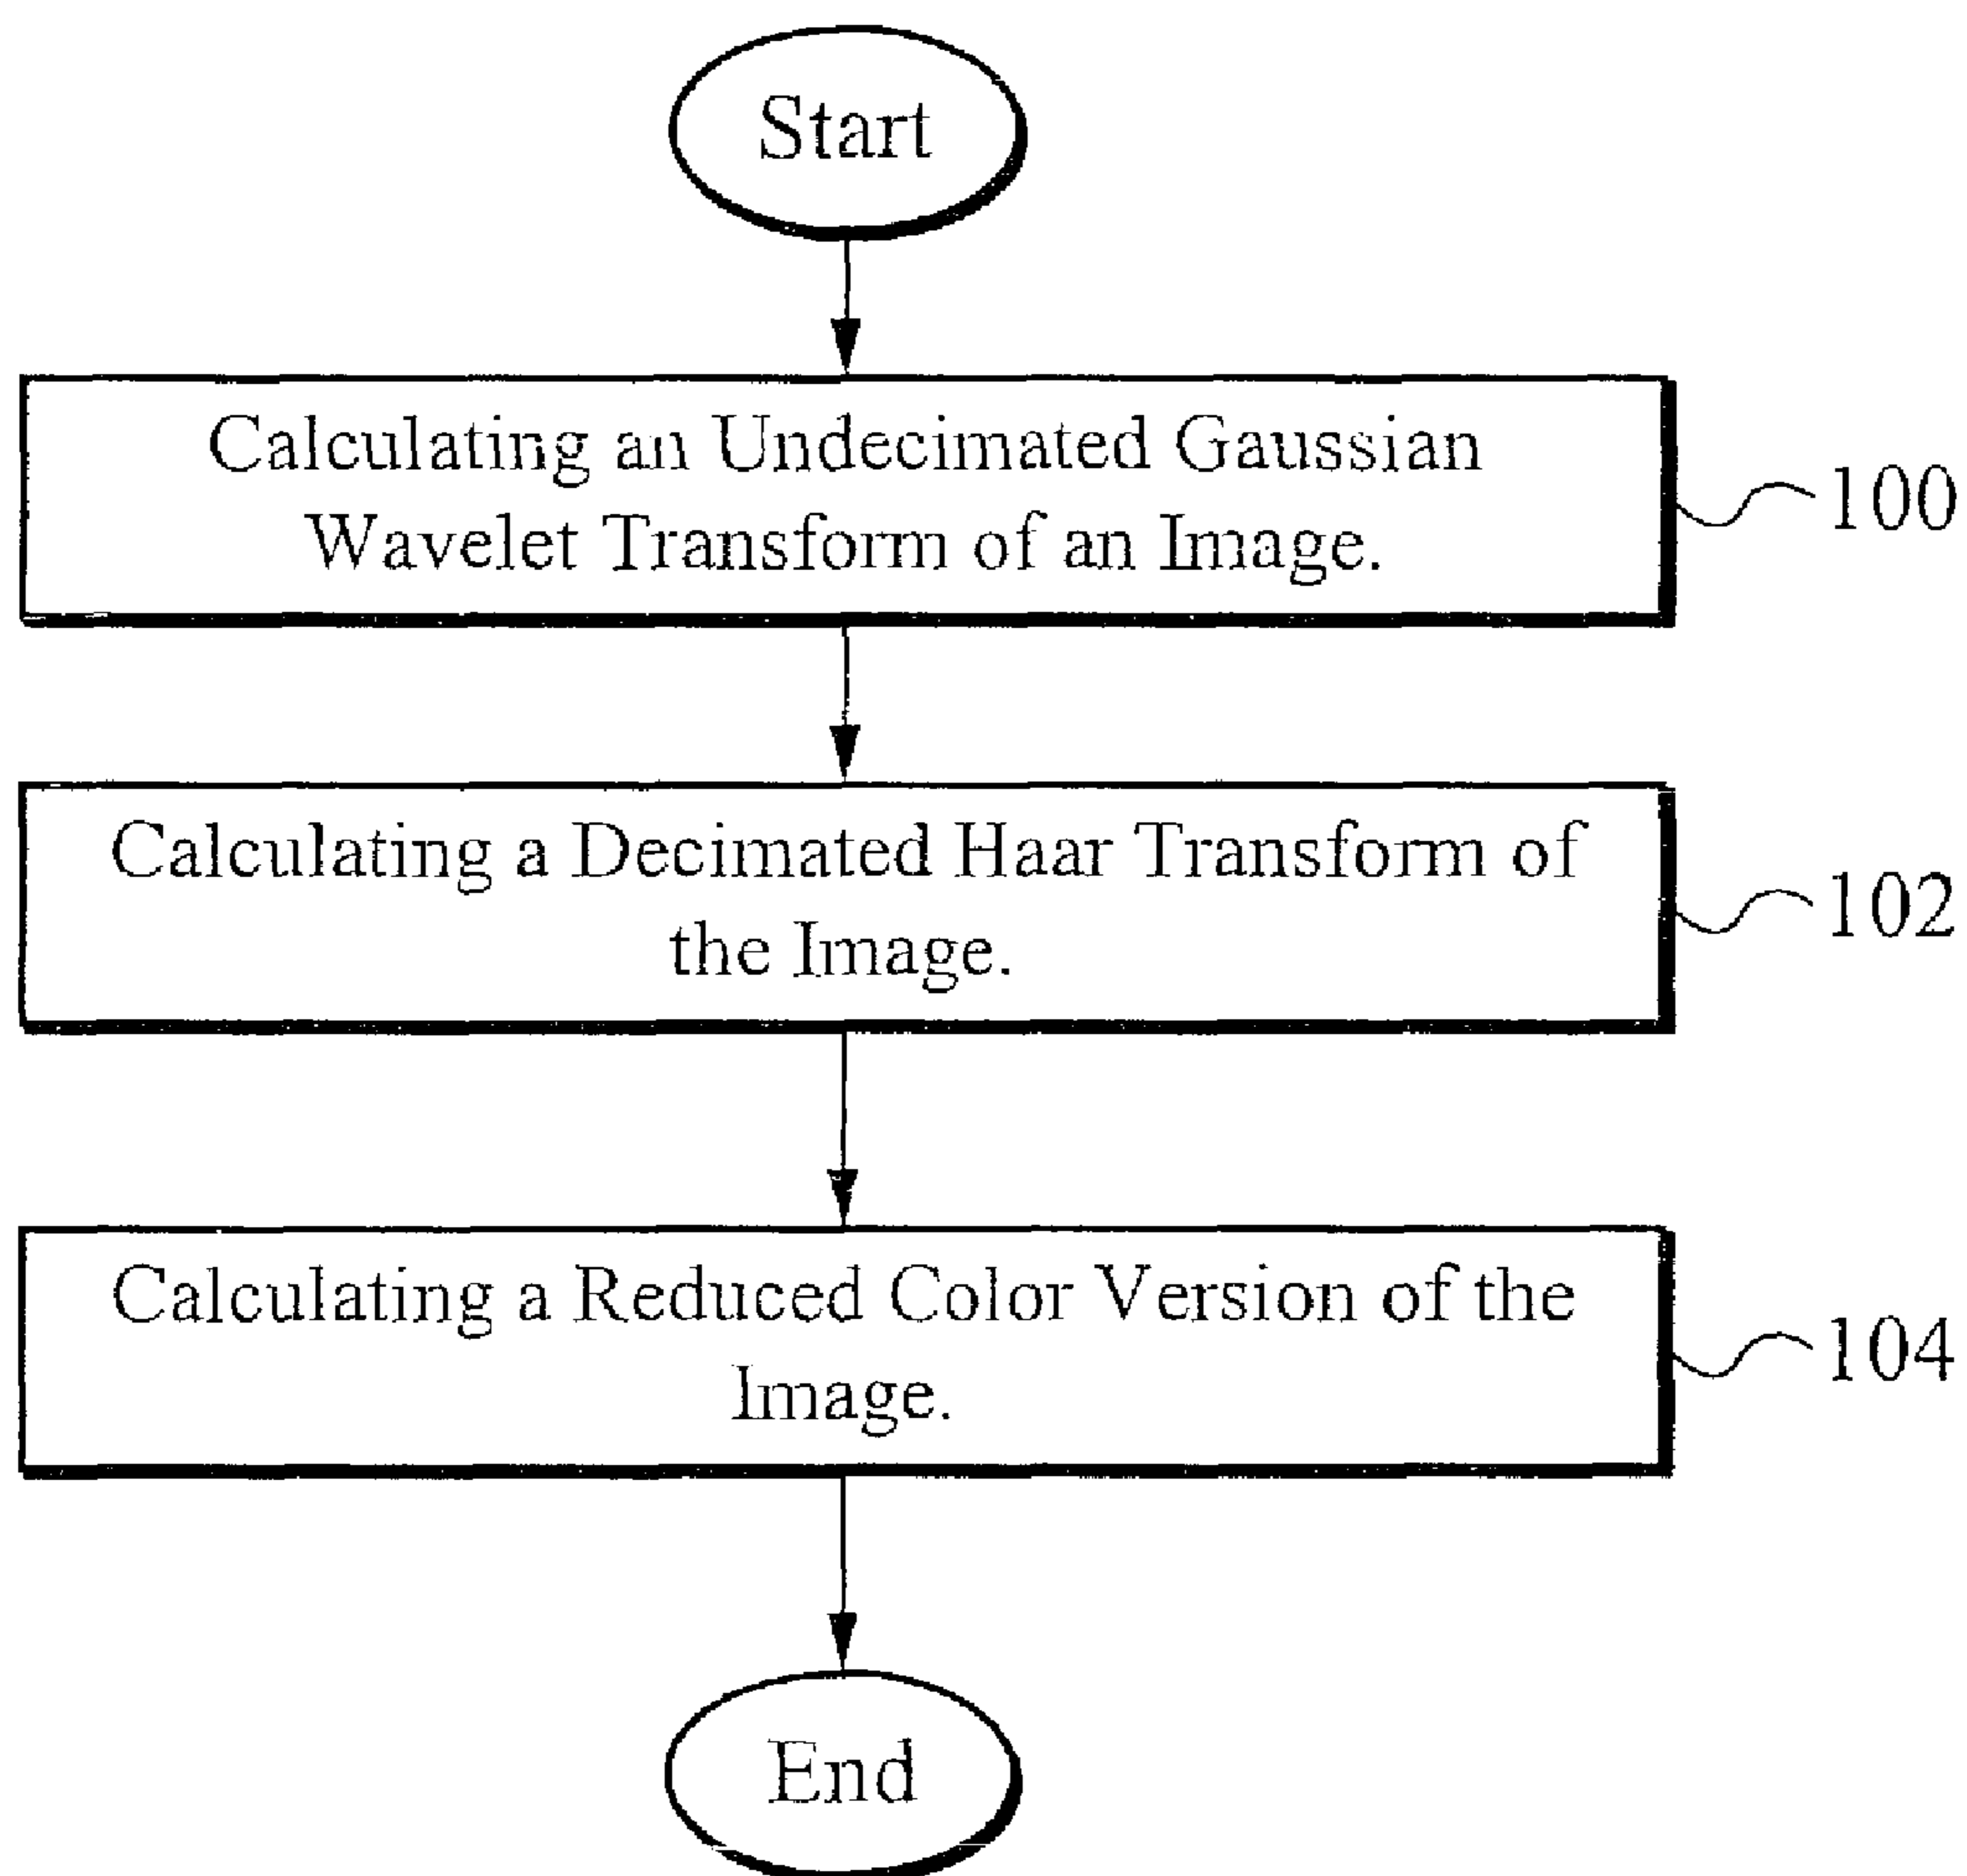 Start
Calculating an Undecimated Gaussian
Wavelet Transform of an Image.
100
Calculating a Decimated Haar Transform of
the Image.
102
Calculating a Reduced Color Version of the
Image.
104
End